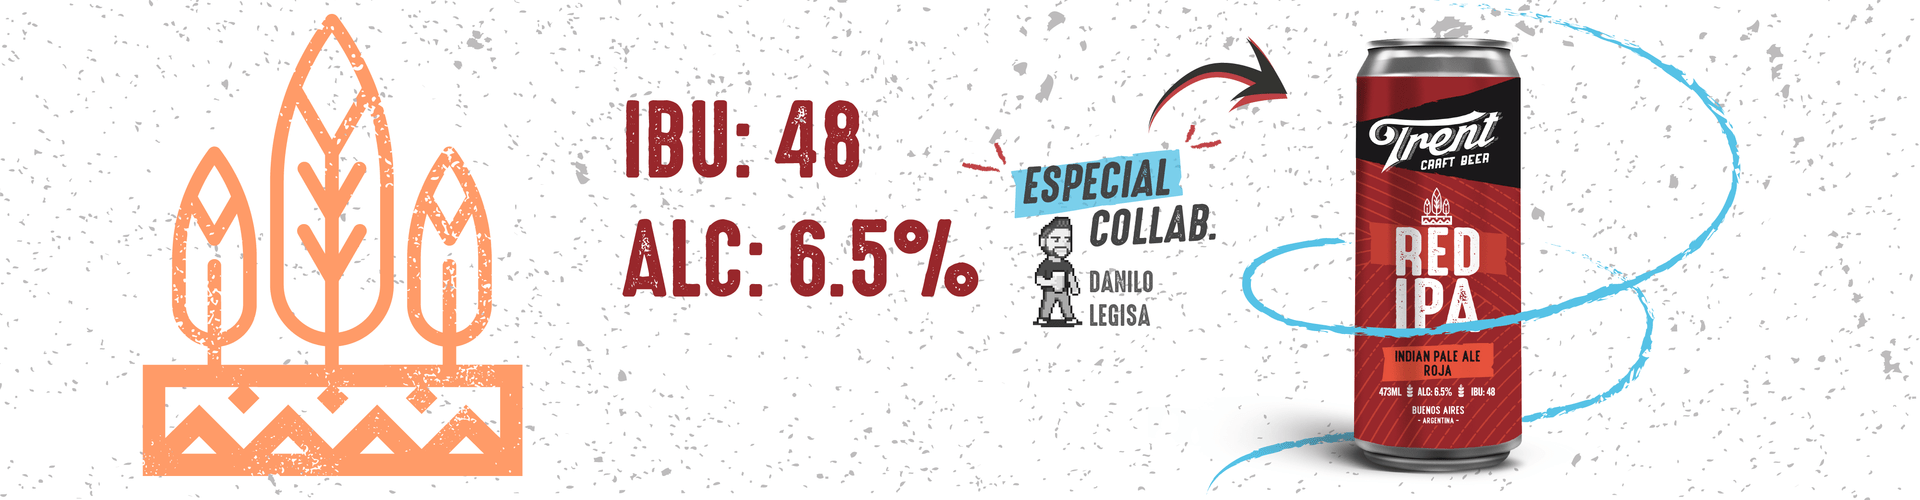 IBU: 48
ALC: 6.5%
ESPECIAL
COLLAB.
DANILO
LEGISA
Trent
CRAFT BEER
RED
IPA
INDIAN PALE ALE
ROJA
473ML ALC: 6.5% IBU: 48
BUENOS AIRES
- ARGENTINA -